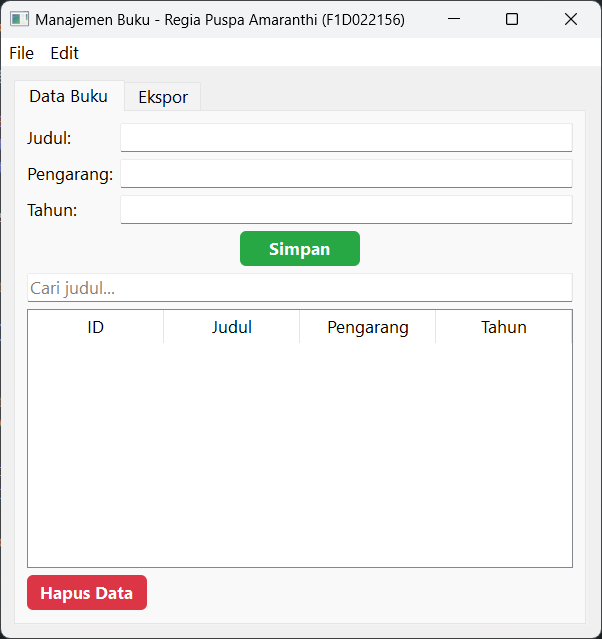 Manajemen Buku - Regia Puspa Amaranthi (F1D022156)
File Edit
Data Buku Ekspor
Judul:
Pengarang:
Tahun:
Simpan
Cari judul...
ID Judul Pengarang Tahun
Hapus Data